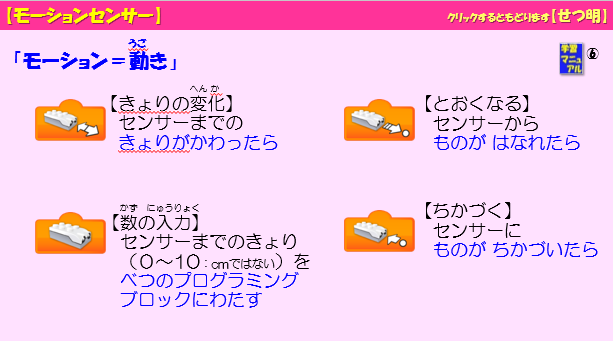 【モーションセンサー】
クリックするともどります【せつ明】
うご
「モーション＝動き」
学習
マニュ
アル
⑥
へんか
【きょりの変化】
センサーまでの
きょりがかわったら
【とおくなる】
センサーから
ものが はなれたら
かず にゅうりょく
【数の入力】
センサーまでのきょり
（０～１０：cmではない）を
べつのプログラミング
ブロックにわたす
【ちかづく】
センサーに
ものが ちかづいたら